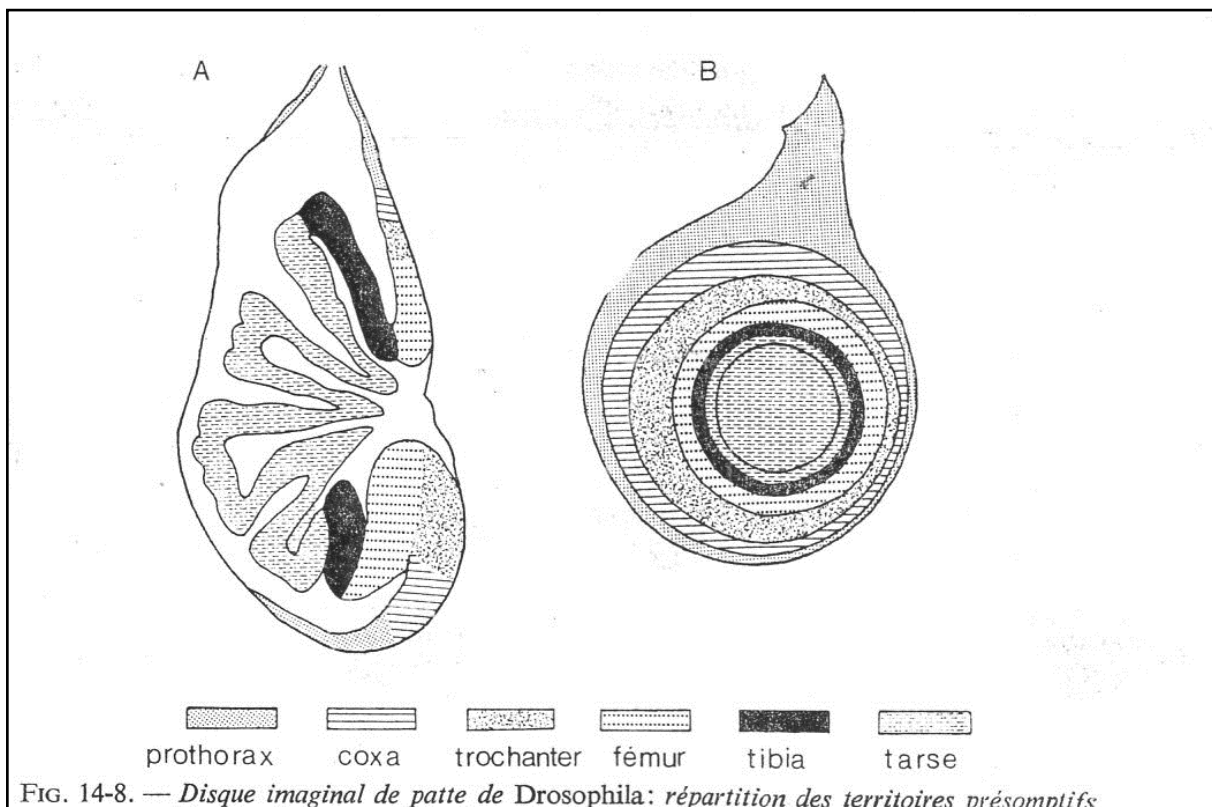 A B
prothorax coxa trochanter fémur tibia tarse
FIG. 14-8. — Disque imaginal de patte de Drosophila: répartition des territoires présomptifs